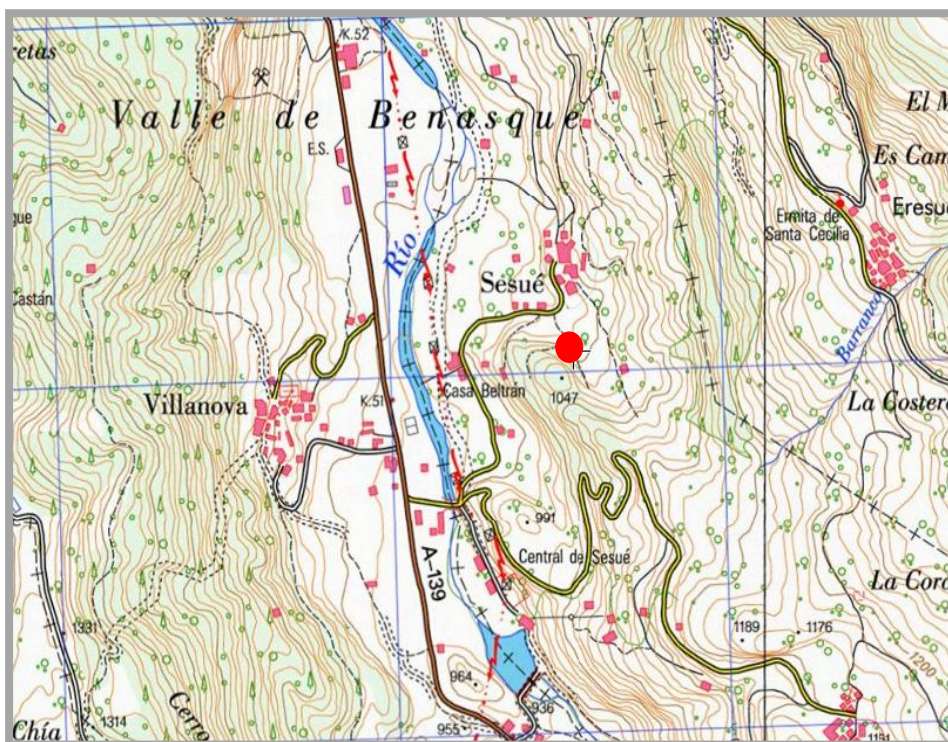 retas
K.52
Valle de Benasque
El
Es Cam
E.S.
Eresué
Ermita de
Santa Cecilia
que
Río
Sesué
Castán
Barranco
Casa Beltrán
1047
Villanova
K.51
La Costera
991
Central de Sesué
A-139
La Cor
1331
1189
1176
1200
964
936
1314
Cerro
955
Chía
1151